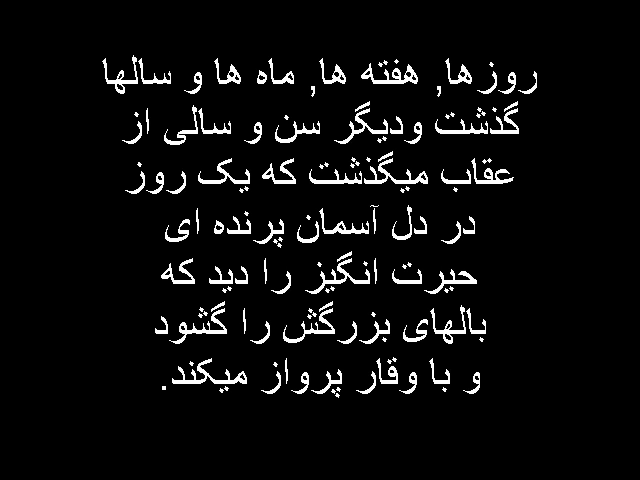 روزها, هفته ها, ماه ها و سالها
گذشت ودیگر سن و سالی از
عقاب میگذشت که یک روز
در دل آسمان پرنده ای
حیرت انگیز را دید که
بالهای بزرگش را گشود
و با وقار پرواز میکند.